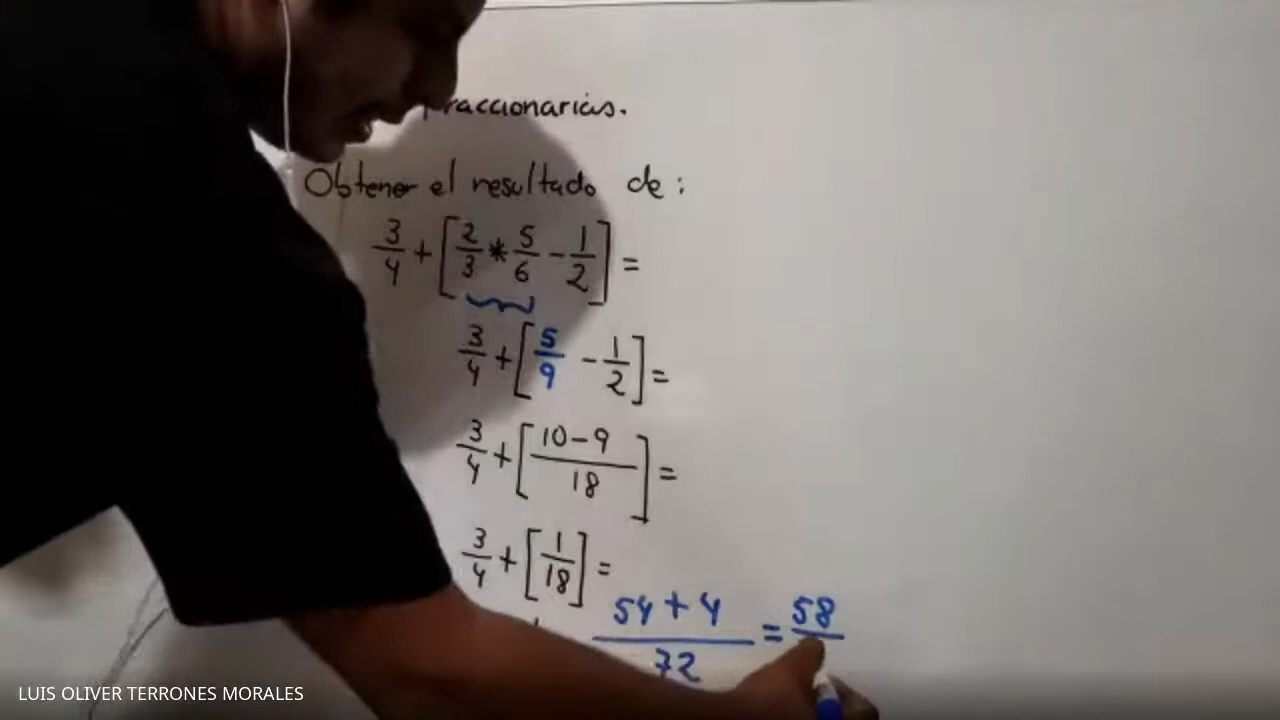 fraccionarias.
Obtener el resultado de:
3/4 + [2/3 * 5/6 - 1/2] =
3/4 + [5/9 - 1/2] =
3/4 + [10-9/18] =
3/4 + [1/18] =
54 + 4/72 = 58
LUIS OLIVER TERRONES MORALES